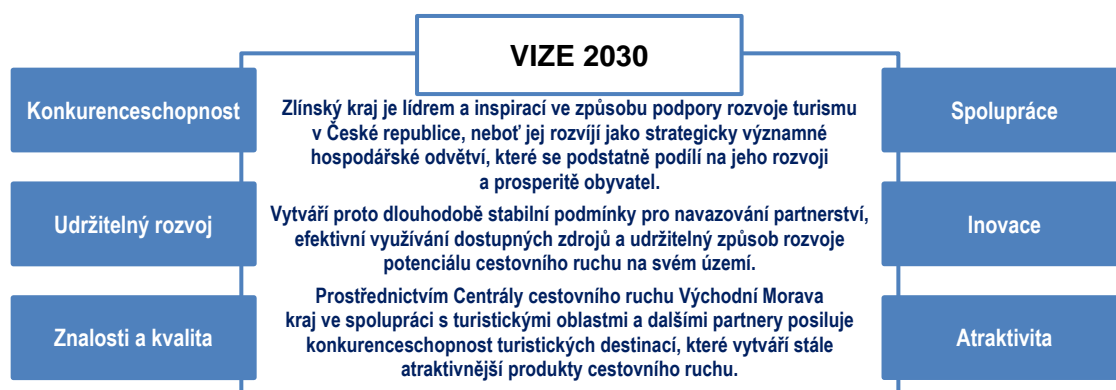 VIZE 2030
Konkurenceschopnost
Udržitelný rozvoj
Znalosti a kvalita
Zlínský kraj je lídrem a inspirací ve způsobu podpory rozvoje turismu
v České republice, neboť jej rozvíjí jako strategicky významné
hospodářské odvětví, které se podstatně podílí na jeho rozvoji
a prosperitě obyvatel.
Vytváří proto dlouhodobě stabilní podmínky pro navazování partnerství,
efektivní využívání dostupných zdrojů a udržitelný způsob rozvoje
potenciálu cestovního ruchu na svém území.
Prostřednictvím Centrály cestovního ruchu Východní Morava
kraj ve spolupráci s turistickými oblastmi a dalšími partnery posiluje
konkurenceschopnost turistických destinací, které vytváří stále
atraktivnější produkty cestovního ruchu.
Spolupráce
Inovace
Atraktivita